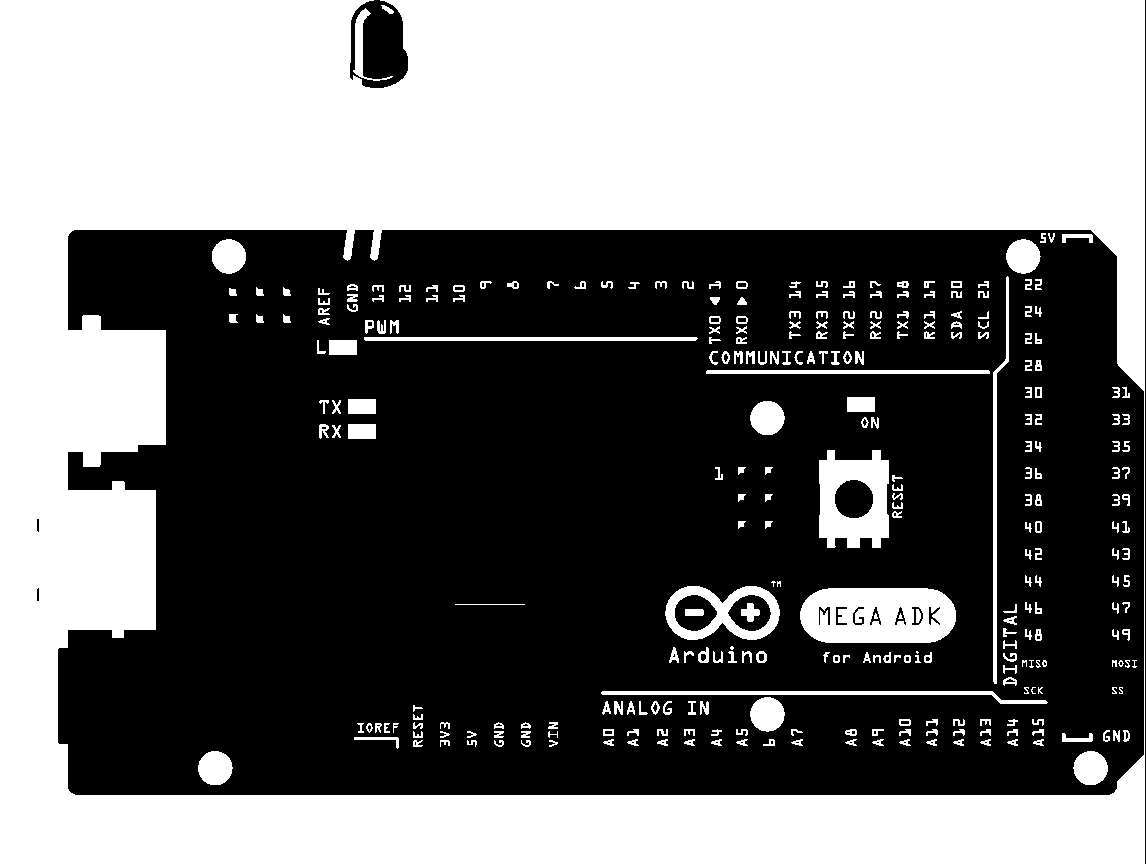 5V
AREF
GND
13
12
11
10
9
8
7
6
5
4
3
2
TX0 ◀ 1
RX0 ▶ 0
TX3 14
RX3 15
TX2 16
RX2 17
TX1 18
RX1 19
SDA 20
SCL 21
PWM
L
COMMUNICATION
TX
RX
ON
1
RESET
22
24
26
28
30 31
32 33
34 35
36 37
38 39
40 41
42 43
44 45
46 47
48 49
MISO MOSI
SCK SS
DIGITAL
TM
Arduino
MEGA ADK
for Android
ANALOG IN
IOREF
RESET
3V3
5V
GND
GND
VIN
A0
A1
A2
A3
A4
A5
6
A7
A8
A9
A10
A11
A12
A13
A14
A15
GND